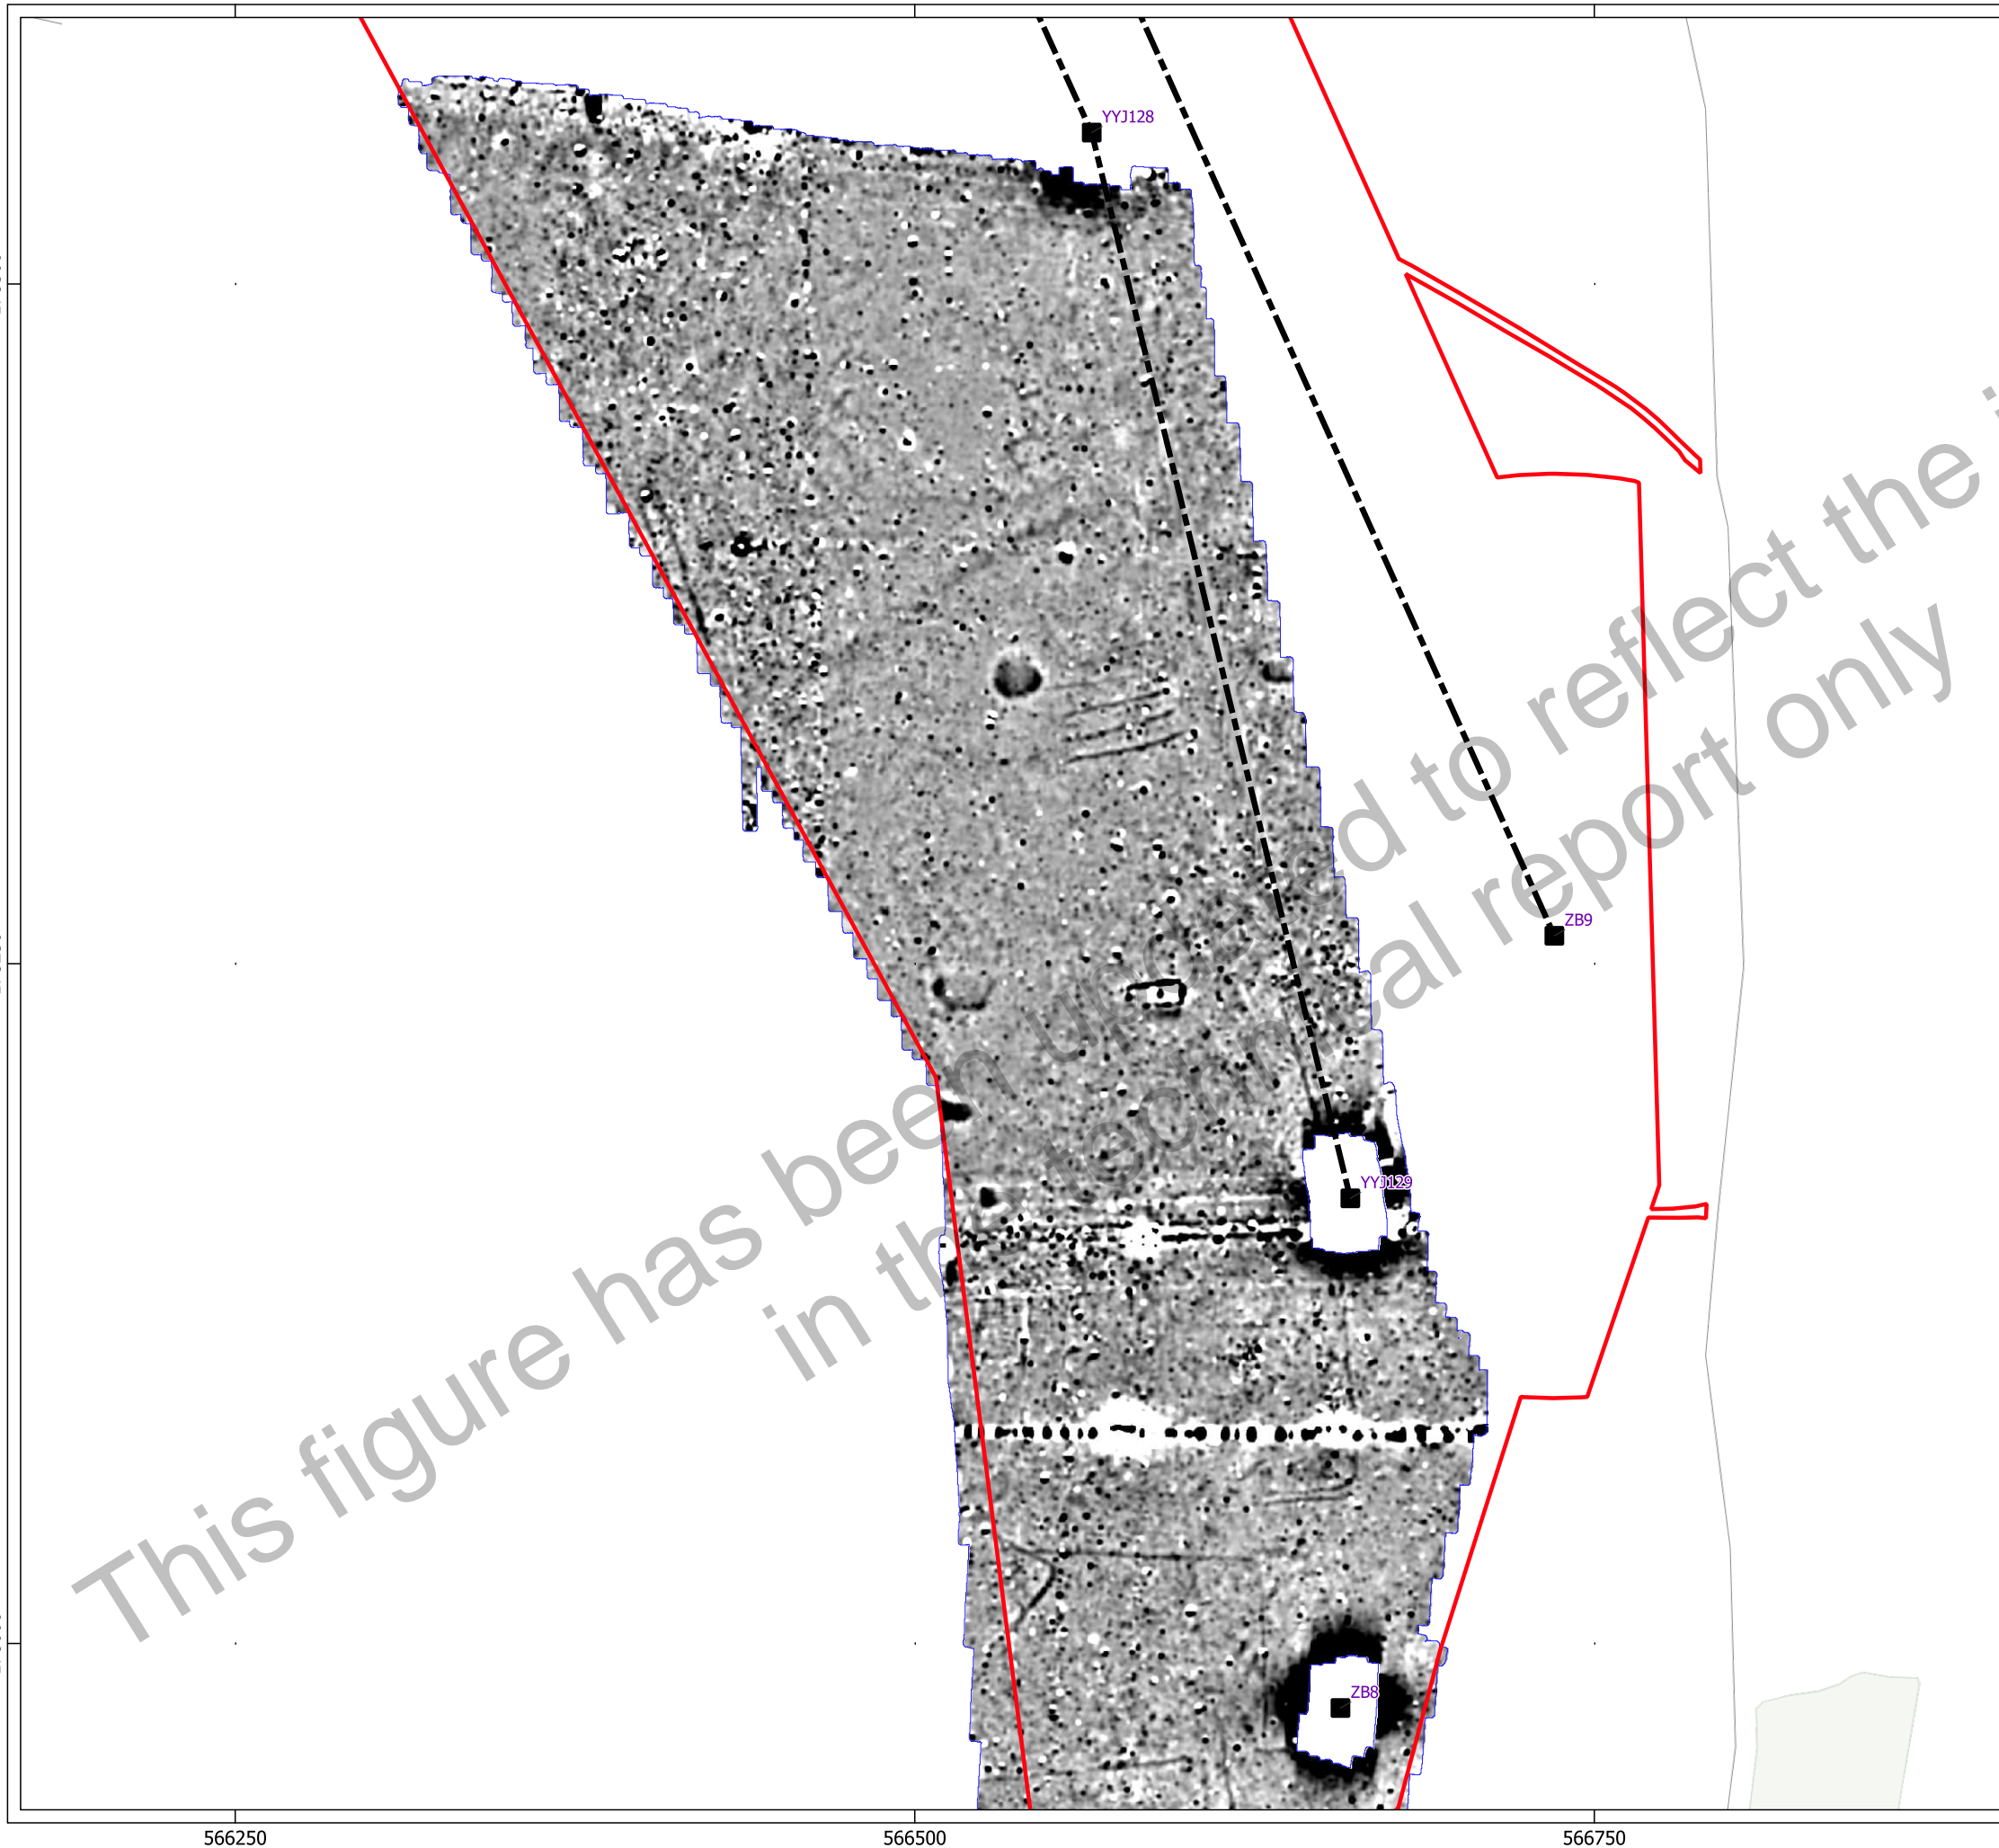 YYJ128
ZB9
YYJ129
ZB8
This figure has been updated to reflect the
in the technical report only
566250
566500
566750